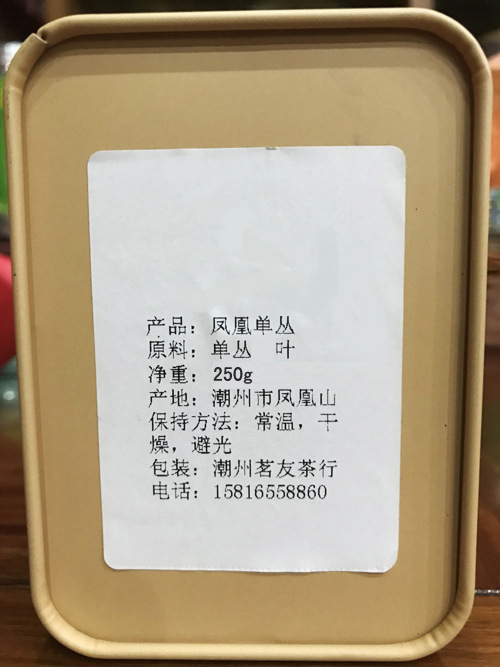 产品：凤凰单丛
原料：单丛 叶
净重：250g
产地：潮州市凤凰山
保持方法：常温，干
燥，避光
包装：潮州茗友茶行
电话：15816558860